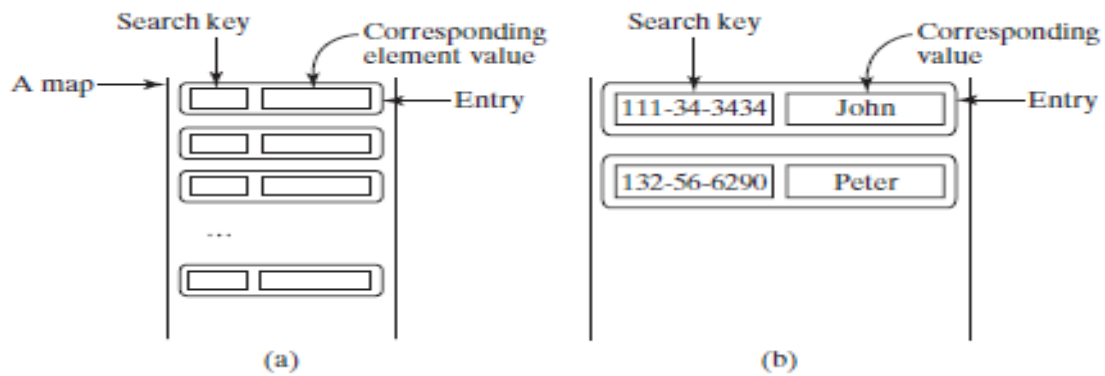 Search key
Corresponding
element value
A map
Entry
...
(a)
Search key
Corresponding
value
111-34-3434 John
Entry
132-56-6290 Peter
(b)